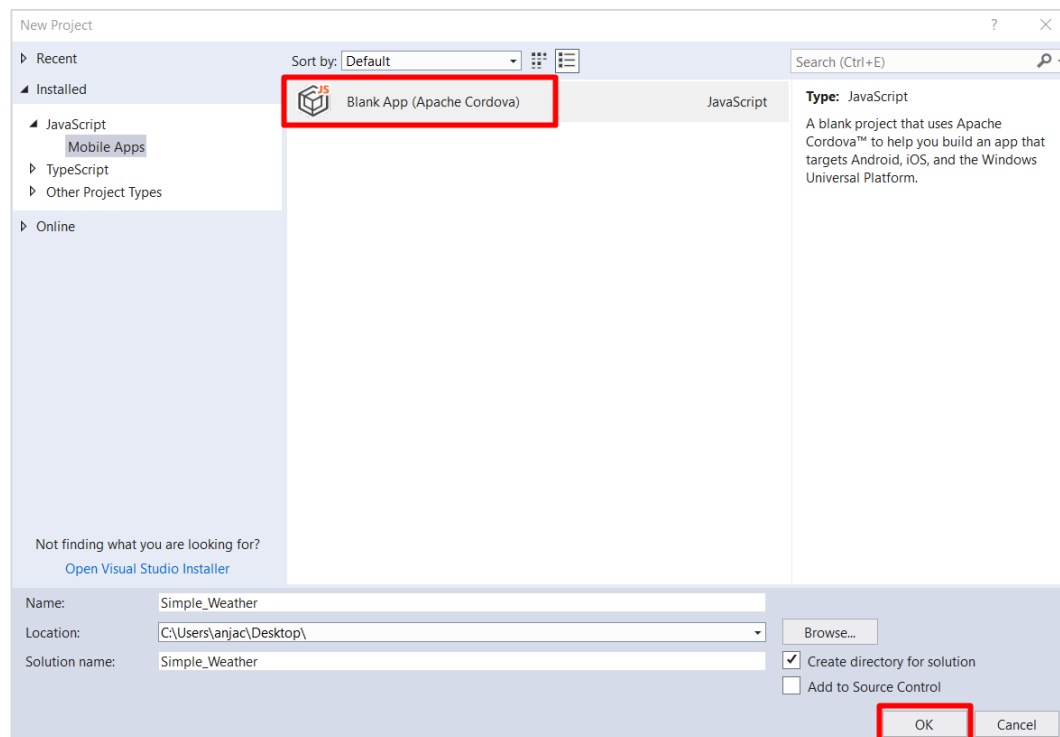 New Project
?
Recent
Installed
JavaScript
Mobile Apps
TypeScript
Other Project Types
Online
Not finding what you are looking for?
Open Visual Studio Installer
Sort by: Default
JS
Blank App (Apache Cordova) JavaScript
Search (Ctrl+E)
Type: JavaScript
A blank project that uses Apache
Cordova™ to help you build an app that
targets Android, iOS, and the Windows
Universal Platform.
Name: Simple_Weather
Location: C:\Users\anjac\Desktop\ Browse...
Solution name: Simple_Weather
Create directory for solution
Add to Source Control
OK Cancel